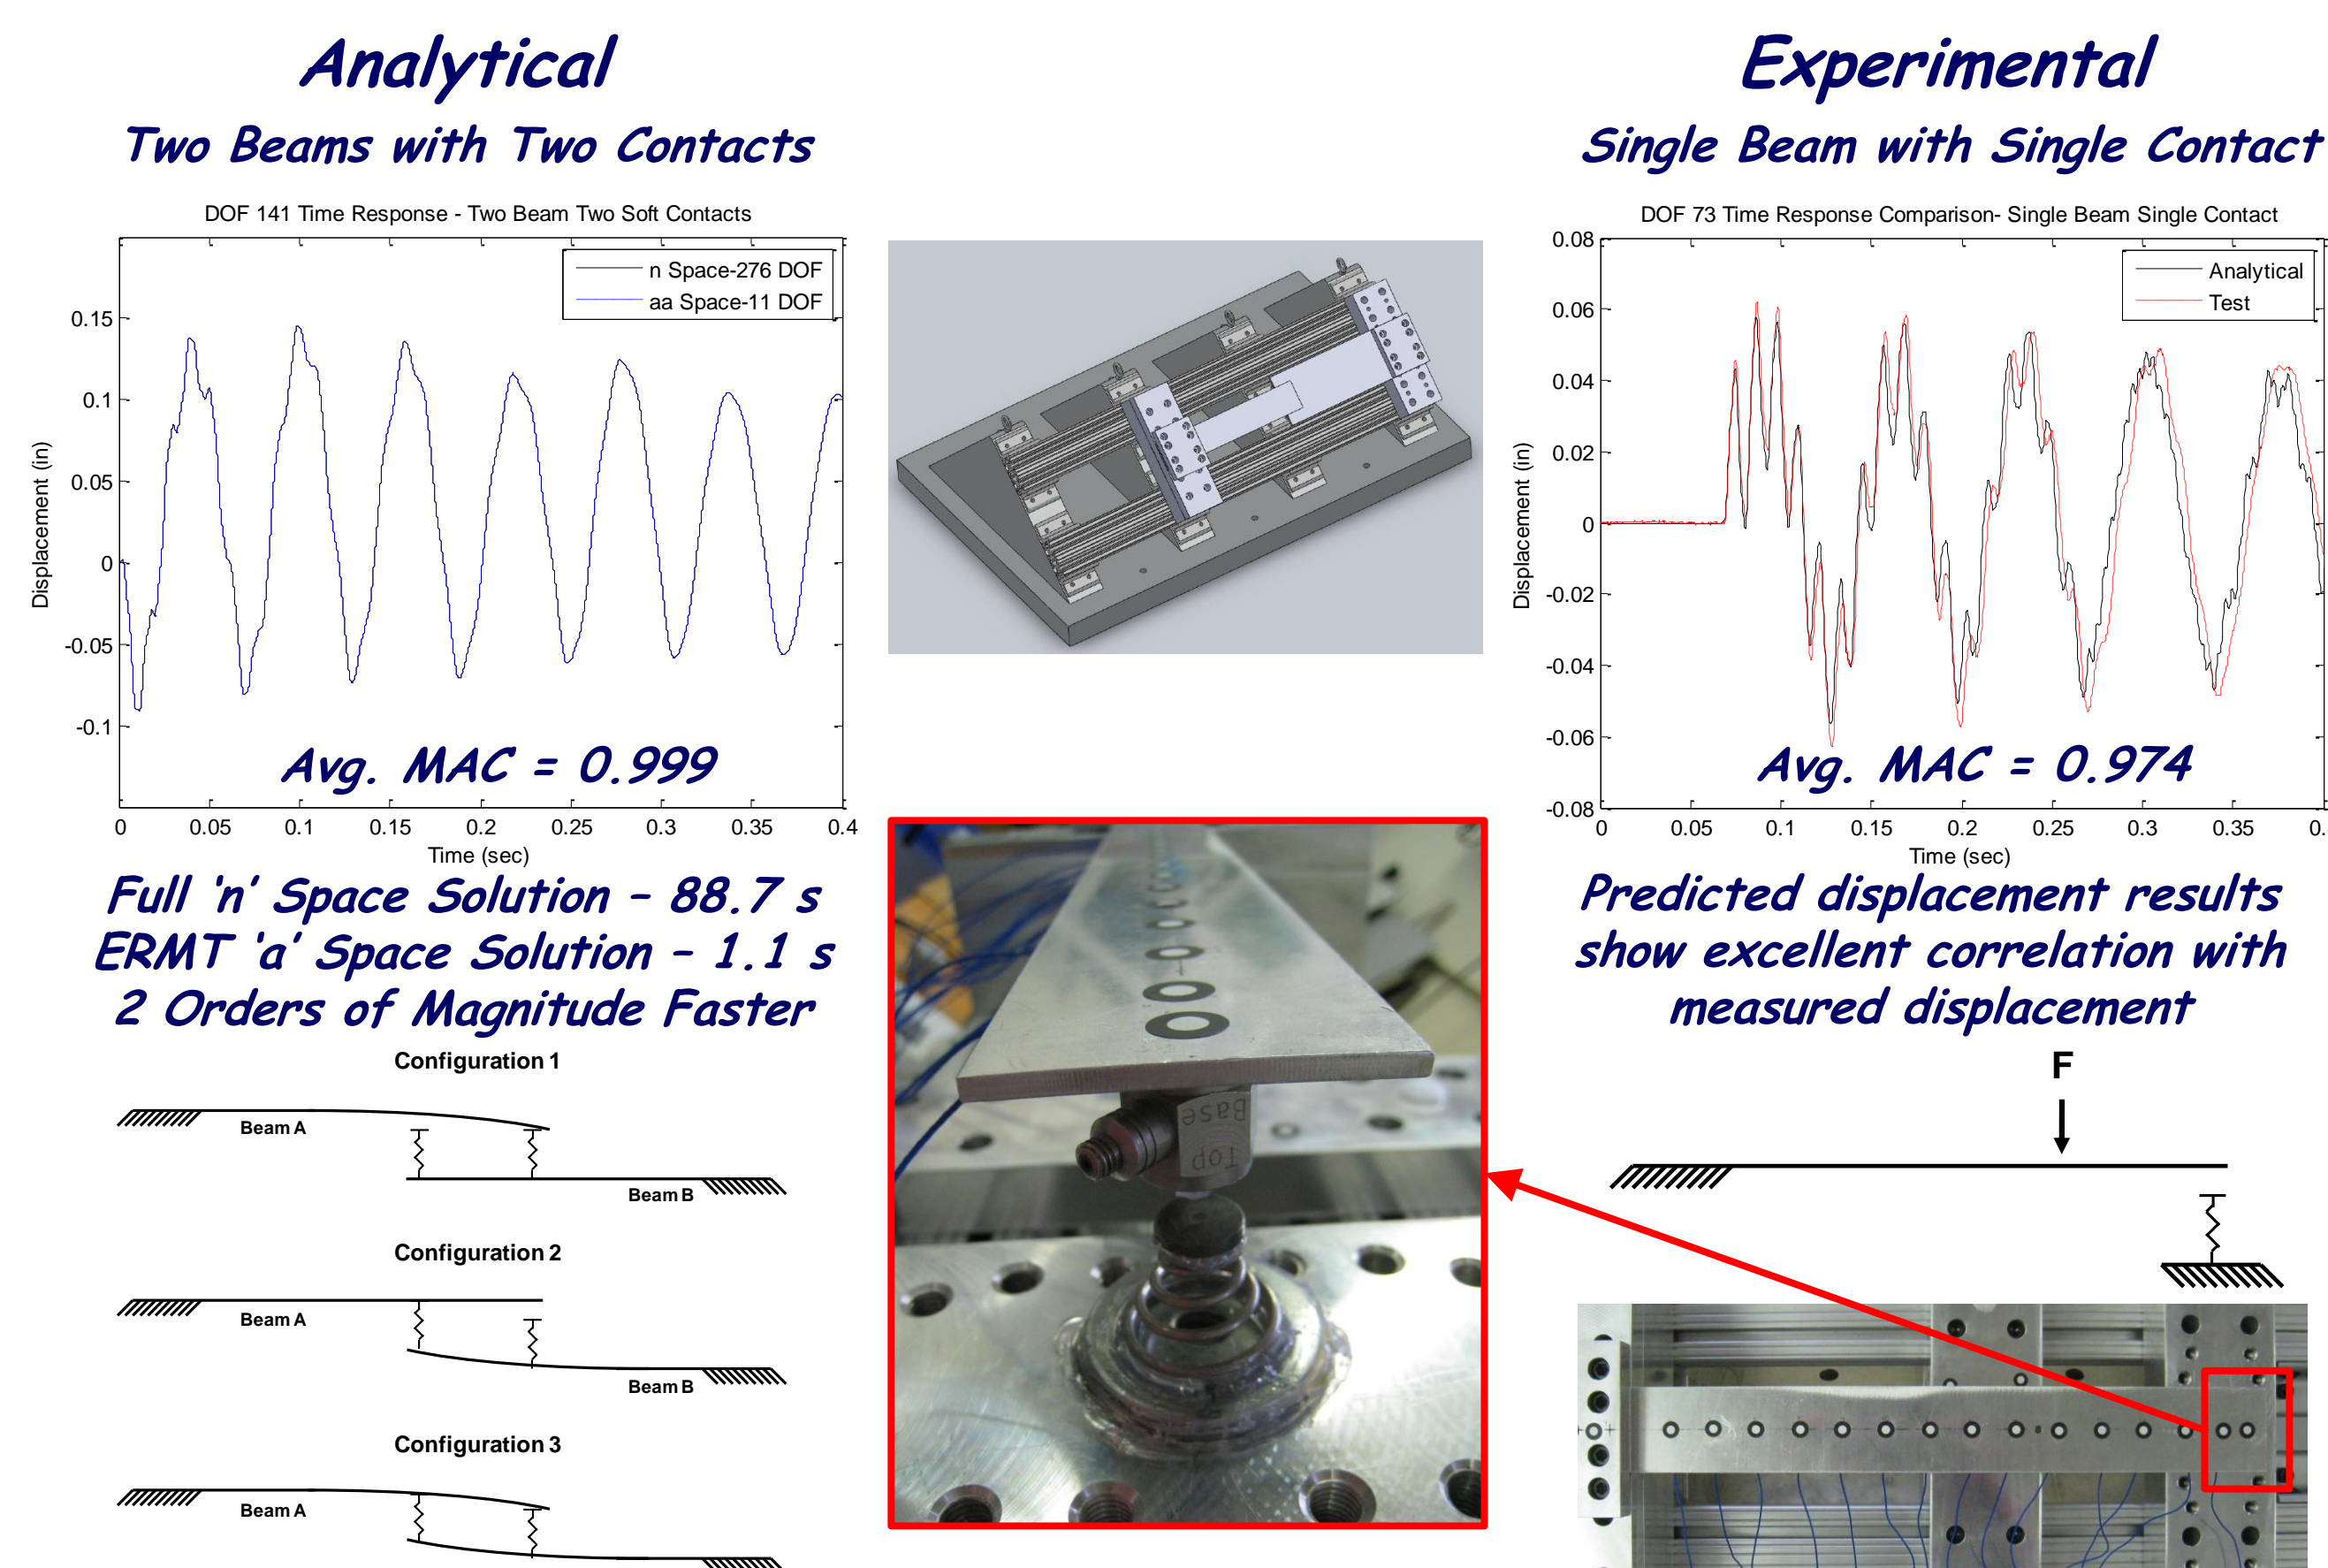 Analytical
Two Beams with Two Contacts
DOF 141 Time Response - Two Beam Two Soft Contacts
n Space-276 DOF
aa Space-11 DOF
0.15
0.1
0.05
0
-0.05
-0.1
Displacement (in)
Avg. MAC = 0.999
0 0.05 0.1 0.15 0.2 0.25 0.3 0.35 0.4
Time (sec)
Full ‘n’ Space Solution – 88.7 s
ERMT ‘a’ Space Solution – 1.1 s
2 Orders of Magnitude Faster
Configuration 1
Beam A
Beam B
Configuration 2
Beam A
Beam B
Configuration 3
Beam A
Base
Top
Experimental
Single Beam with Single Contact
DOF 73 Time Response Comparison- Single Beam Single Contact
Analytical
Test
0.08
0.06
0.04
0.02
0
-0.02
-0.04
-0.06
-0.08
Displacement (in)
Avg. MAC = 0.974
0 0.05 0.1 0.15 0.2 0.25 0.3 0.35 0.
Time (sec)
Predicted displacement results
show excellent correlation with
measured displacement
F